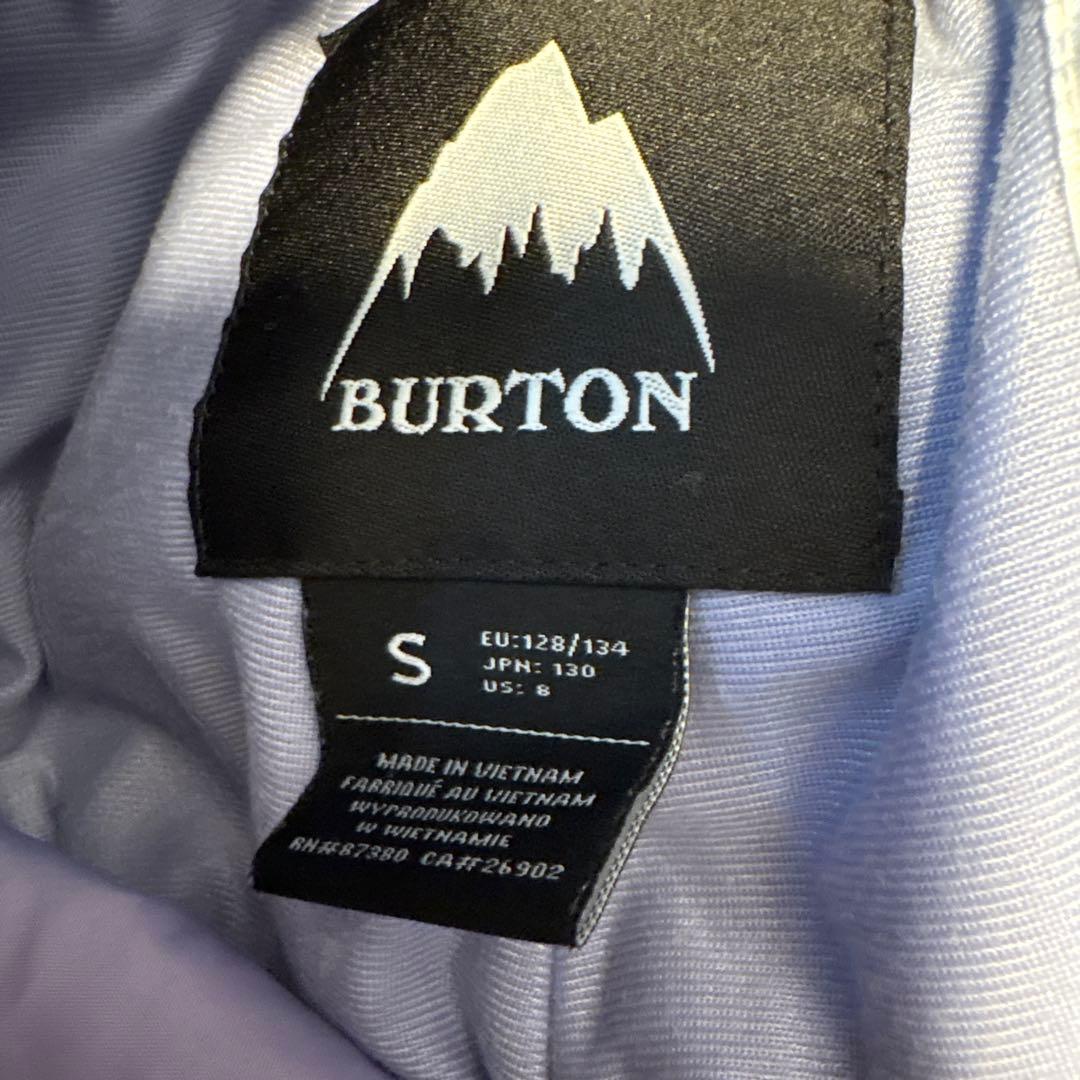 BURTON
S
EU:128/134
JPN: 130
US: 8
MADE IN VIETNAM
FABRIQUÉ AU VIETNAM
WYPRODUKOWANO
W WIETNAMIE
RN#87380 CA#26902